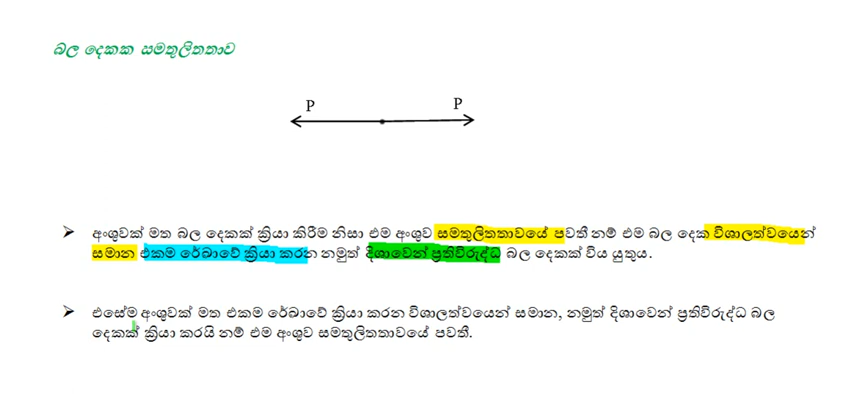 බල දෙකක සමතුලිතතාව
P P
➢ අංශුවක් මත බල දෙකක් ක්‍රියා කිරීම නිසා එම අංශුව සමතුලිතතාවයේ පවතී නම් එම බල දෙක විශාලත්වයෙන්
සමාන එකම රේඛාවේ ක්‍රියා කරන නමුත් දිශාවෙන් ප්‍රතිවිරුද්ධ බල දෙකක් විය යුතුය.
➢ එසේම අංශුවක් මත එකම රේඛාවේ ක්‍රියා කරන විශාලත්වයෙන් සමාන, නමුත් දිශාවෙන් ප්‍රතිවිරුද්ධ බල
දෙකක් ක්‍රියා කරයි නම් එම අංශුව සමතුලිතතාවයේ පවතී.